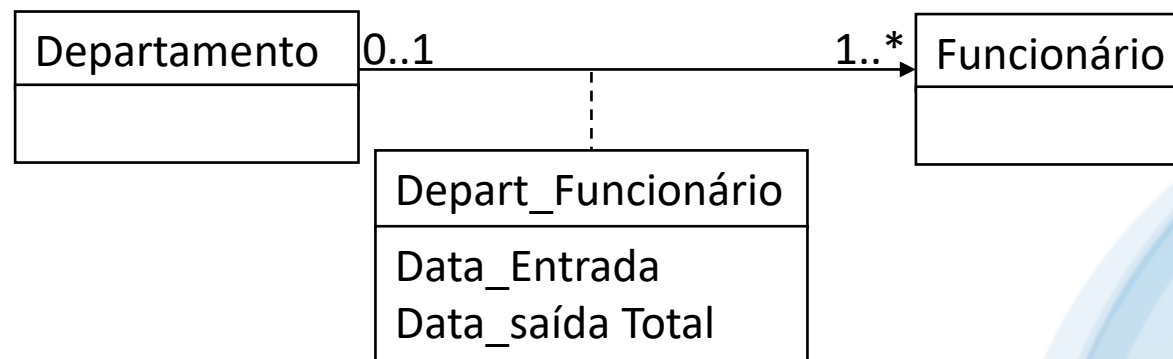 Departamento
0..1
1..*
Funcionário
Depart_Funcionário
Data_Entrada
Data_saída Total